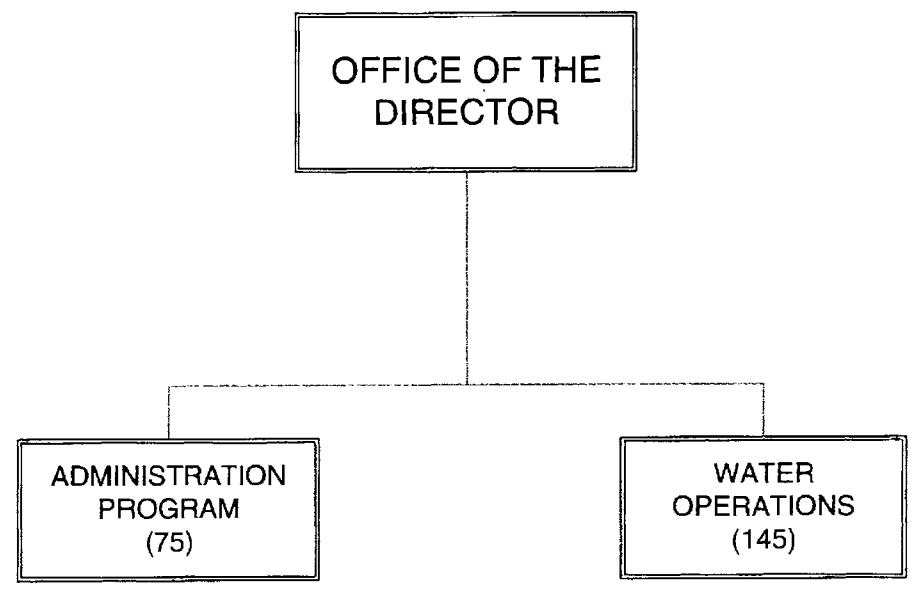 OFFICE OF THE
DIRECTOR
ADMINISTRATION
PROGRAM
(75)
WATER
OPERATIONS
(145)